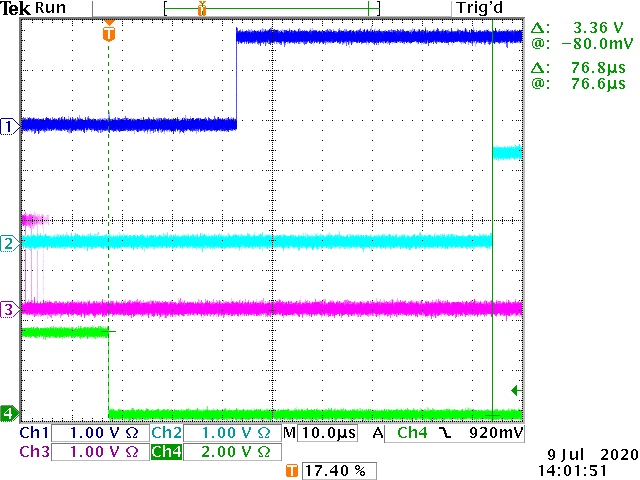 Tek Run Trig'd
T
Δ: 3.36 V
@: −80.0mV
Δ: 76.8µs
@: 76.6µs
T
1
2
3
4
Ch1 1.00 V Ω Ch2 1.00 V Ω M 10.0µs A Ch4 920mV
Ch3 1.00 V Ω Ch4 2.00 V Ω
T 17.40 %
9 Jul 2020
14:01:51